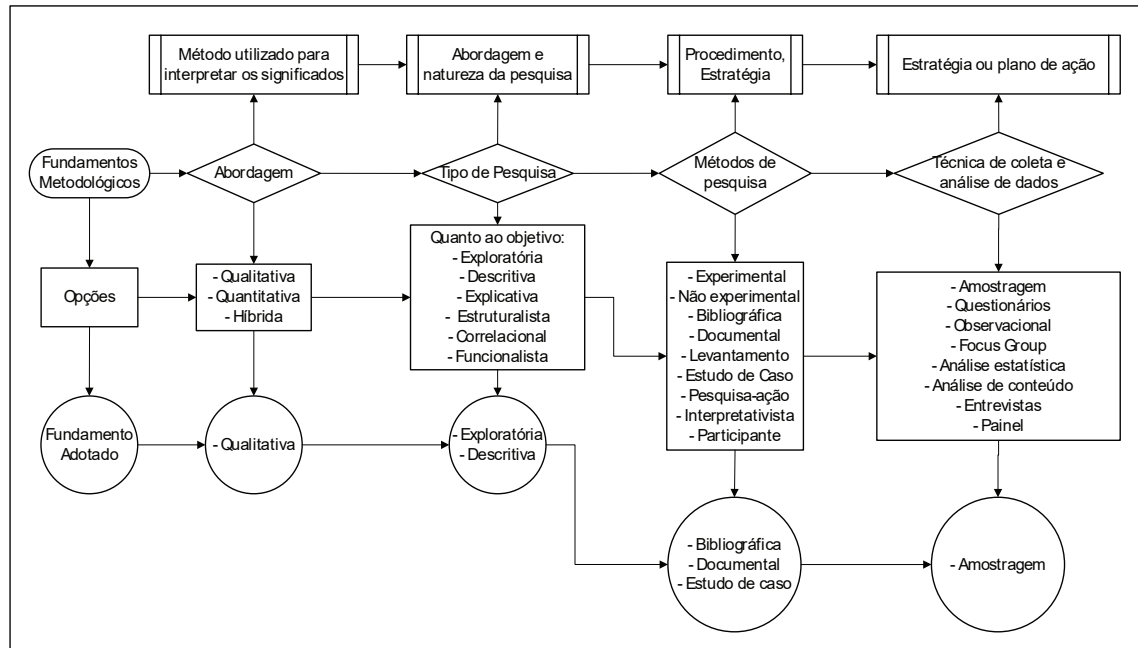 Método utilizado para
interpretar os significados
Abordagem e
natureza da pesquisa
Procedimento,
Estratégia
Estratégia ou plano de ação
Fundamentos
Metodológicos
Abordagem
Tipo de Pesquisa
Métodos de
pesquisa
Técnica de coleta e
análise de dados
Opções
- Qualitativa
- Quantitativa
- Híbrida
Quanto ao objetivo:
- Exploratória
- Descritiva
- Explicativa
- Estruturalista
- Correlacional
- Funcionalista
- Experimental
- Não experimental
- Bibliográfica
- Documental
- Levantamento
- Estudo de Caso
- Pesquisa-ação
- Interpretativista
- Participante
- Amostragem
- Questionários
- Observacional
- Focus Group
- Análise estatística
- Análise de conteúdo
- Entrevistas
- Painel
Fundamento
Adotado
- Qualitativa
- Exploratória
- Descritiva
- Bibliográfica
- Documental
- Estudo de caso
- Amostragem